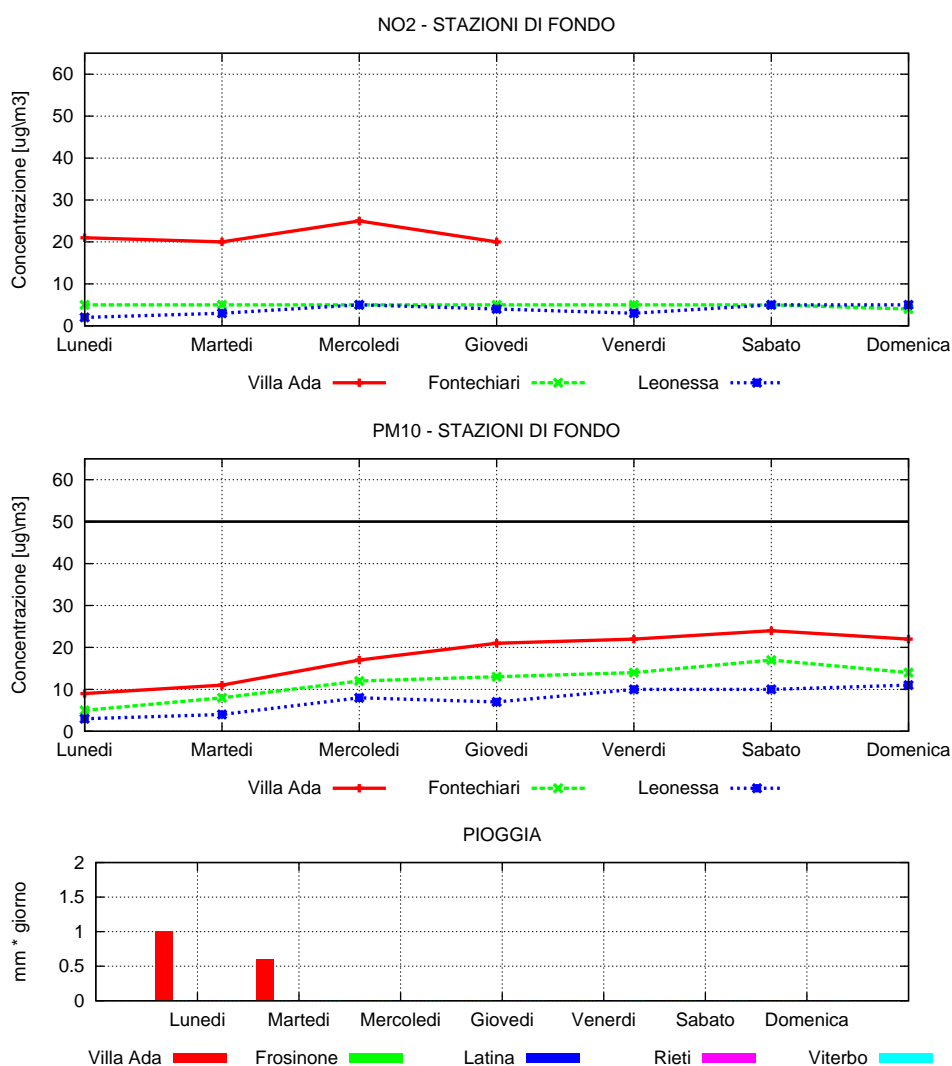 NO2 - STAZIONI DI FONDO
Concentrazione [ug\m3]
60
50
40
30
20
10
0
Lunedi Martedi Mercoledi Giovedi Venerdi Sabato Domenica
Villa Ada Fontechiari Leonessa
PM10 - STAZIONI DI FONDO
Concentrazione [ug\m3]
60
50
40
30
20
10
0
Lunedi Martedi Mercoledi Giovedi Venerdi Sabato Domenica
Villa Ada Fontechiari Leonessa
PIOGGIA
mm * giorno
2
1.5
1
0.5
0
Lunedi Martedi Mercoledi Giovedi Venerdi Sabato Domenica
Villa Ada Frosinone Latina Rieti Viterbo